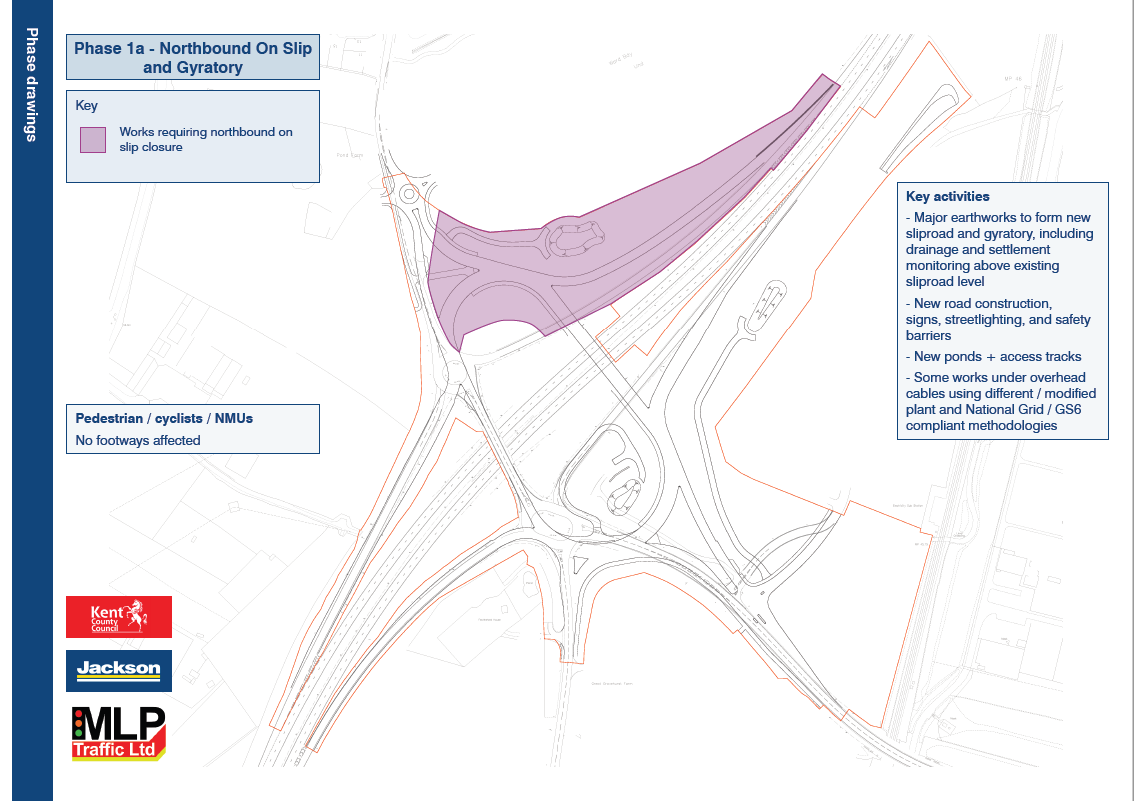 Phase drawings
Phase 1a - Northbound On Slip
and Gyratory
Key
Works requiring northbound on
slip closure
Key activities
- Major earthworks to form new
sliproad and gyratory, including
drainage and settlement
monitoring above existing
sliproad level
- New road construction,
signs, streetlighting, and safety
barriers
- New ponds + access tracks
- Some works under overhead
cables using different / modified
plant and National Grid / GS6
compliant methodologies
Pedestrian / cyclists / NMUs
No footways affected
Kent
County
Council
Jackson
MLP
Traffic Ltd